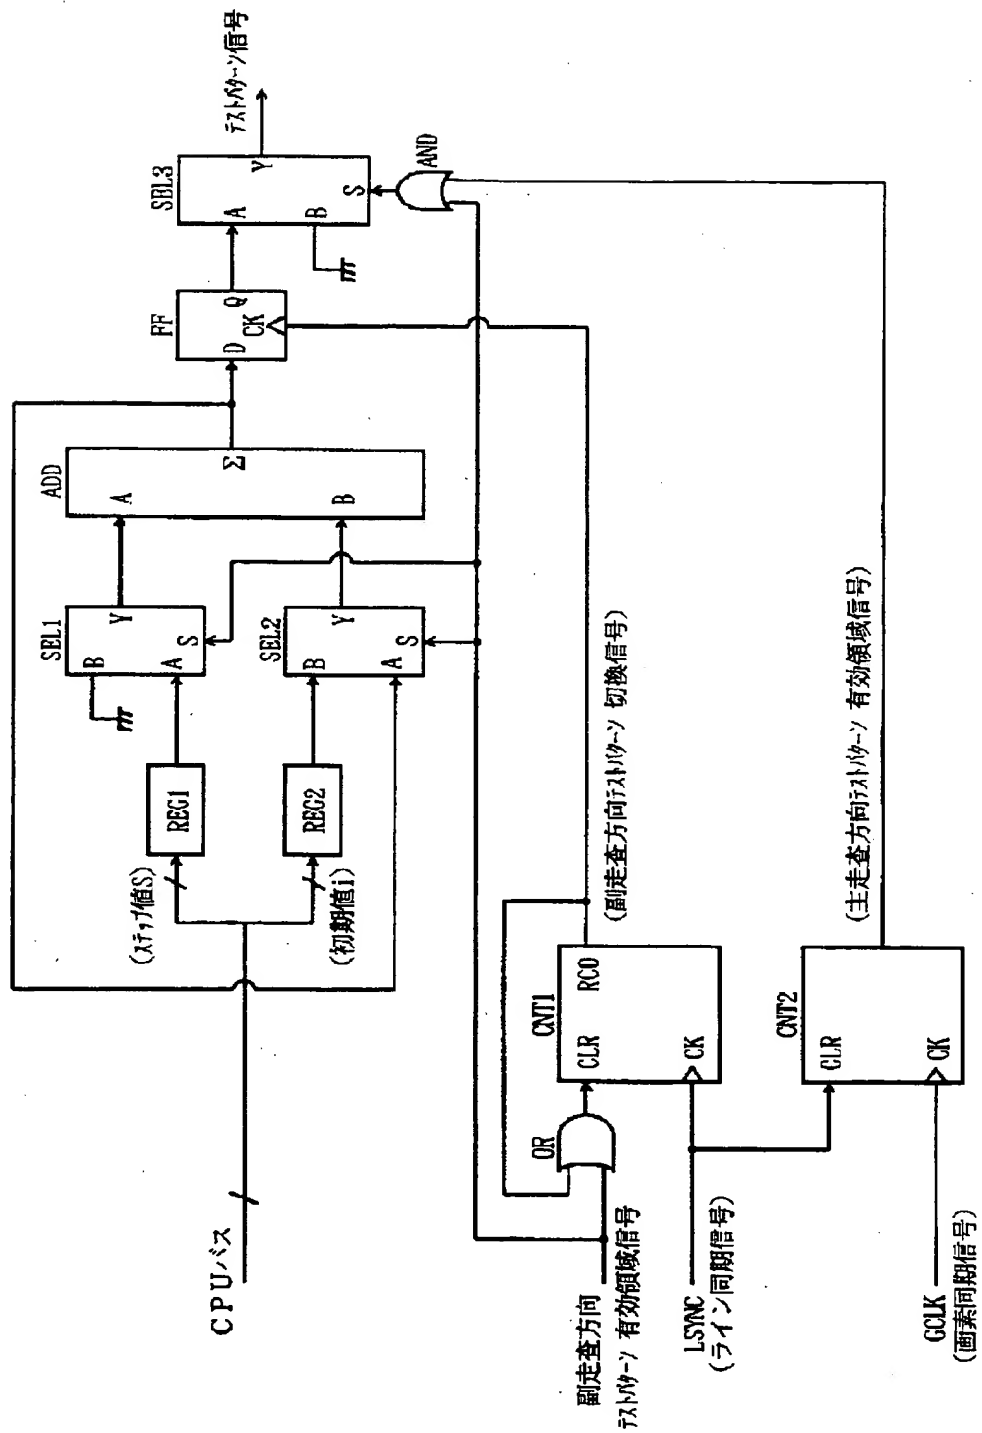 CPUバス
(ステップ値S)
(初期値i)
REG1
REG2
SEL1
B
A
Y
S
SEL2
B
A
Y
S
ADD
A
B
Σ
FF
D
Q
CK
SEL3
A
B
Y
S
テストパターン信号
AND
副走査方向
テストパターン 有効領域信号
OR
CNT1
CLR
RCO
CK
(副走査方向テストパターン 切換信号)
LSYNC
(ライン同期信号)
CNT2
CLR
CK
(主走査方向テストパターン 有効領域信号)
GCLK
(画素同期信号)